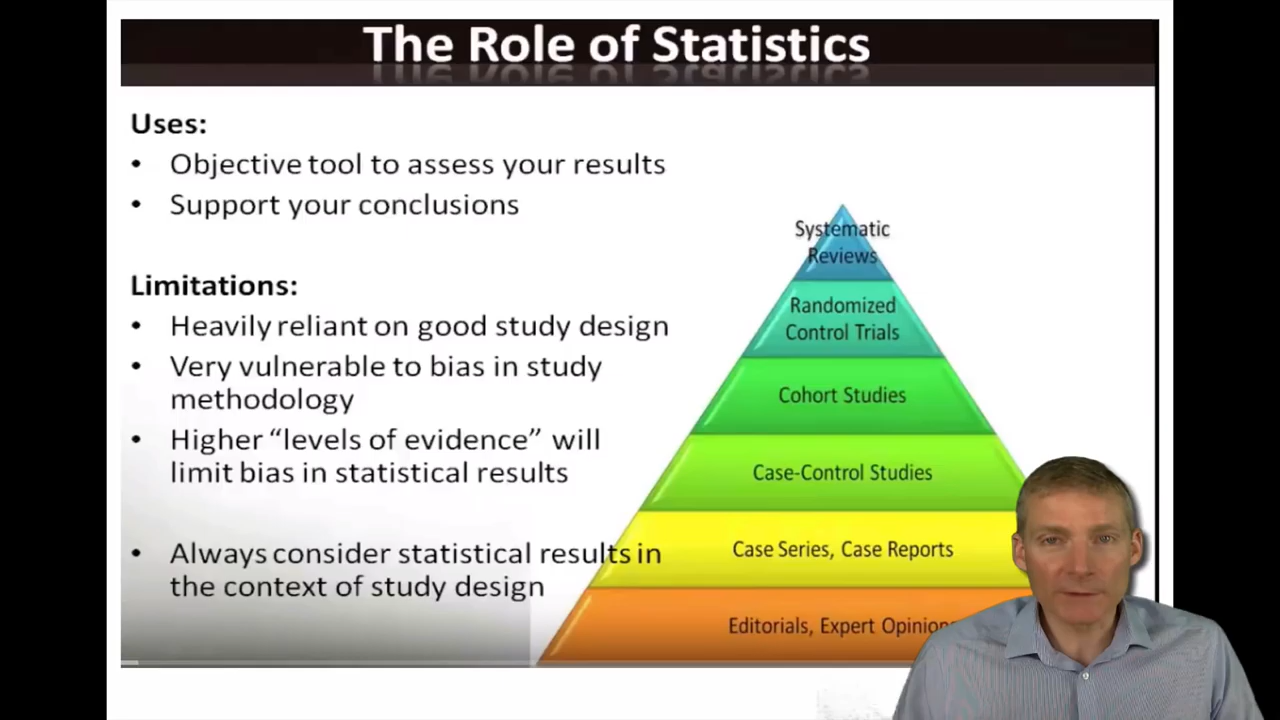 The Role of Statistics
Uses:
• Objective tool to assess your results
• Support your conclusions
Limitations:
• Heavily reliant on good study design
• Very vulnerable to bias in study
methodology
• Higher “levels of evidence” will
limit bias in statistical results
• Always consider statistical results in
the context of study design
Systematic
Reviews
Randomized
Control Trials
Cohort Studies
Case-Control Studies
Case Series, Case Reports
Editorials, Expert Opinions